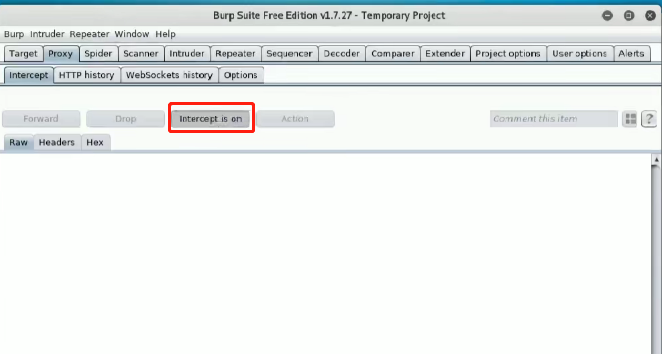 Burp Suite Free Edition v1.7.27 - Temporary Project
Burp Intruder Repeater Window Help
Target Proxy Spider Scanner Intruder Repeater Sequencer Decoder Comparer Extender Project options User options Alerts
Intercept HTTP history WebSockets history Options
Forward Drop Intercept is on Action Comment this item ?
Raw Headers Hex